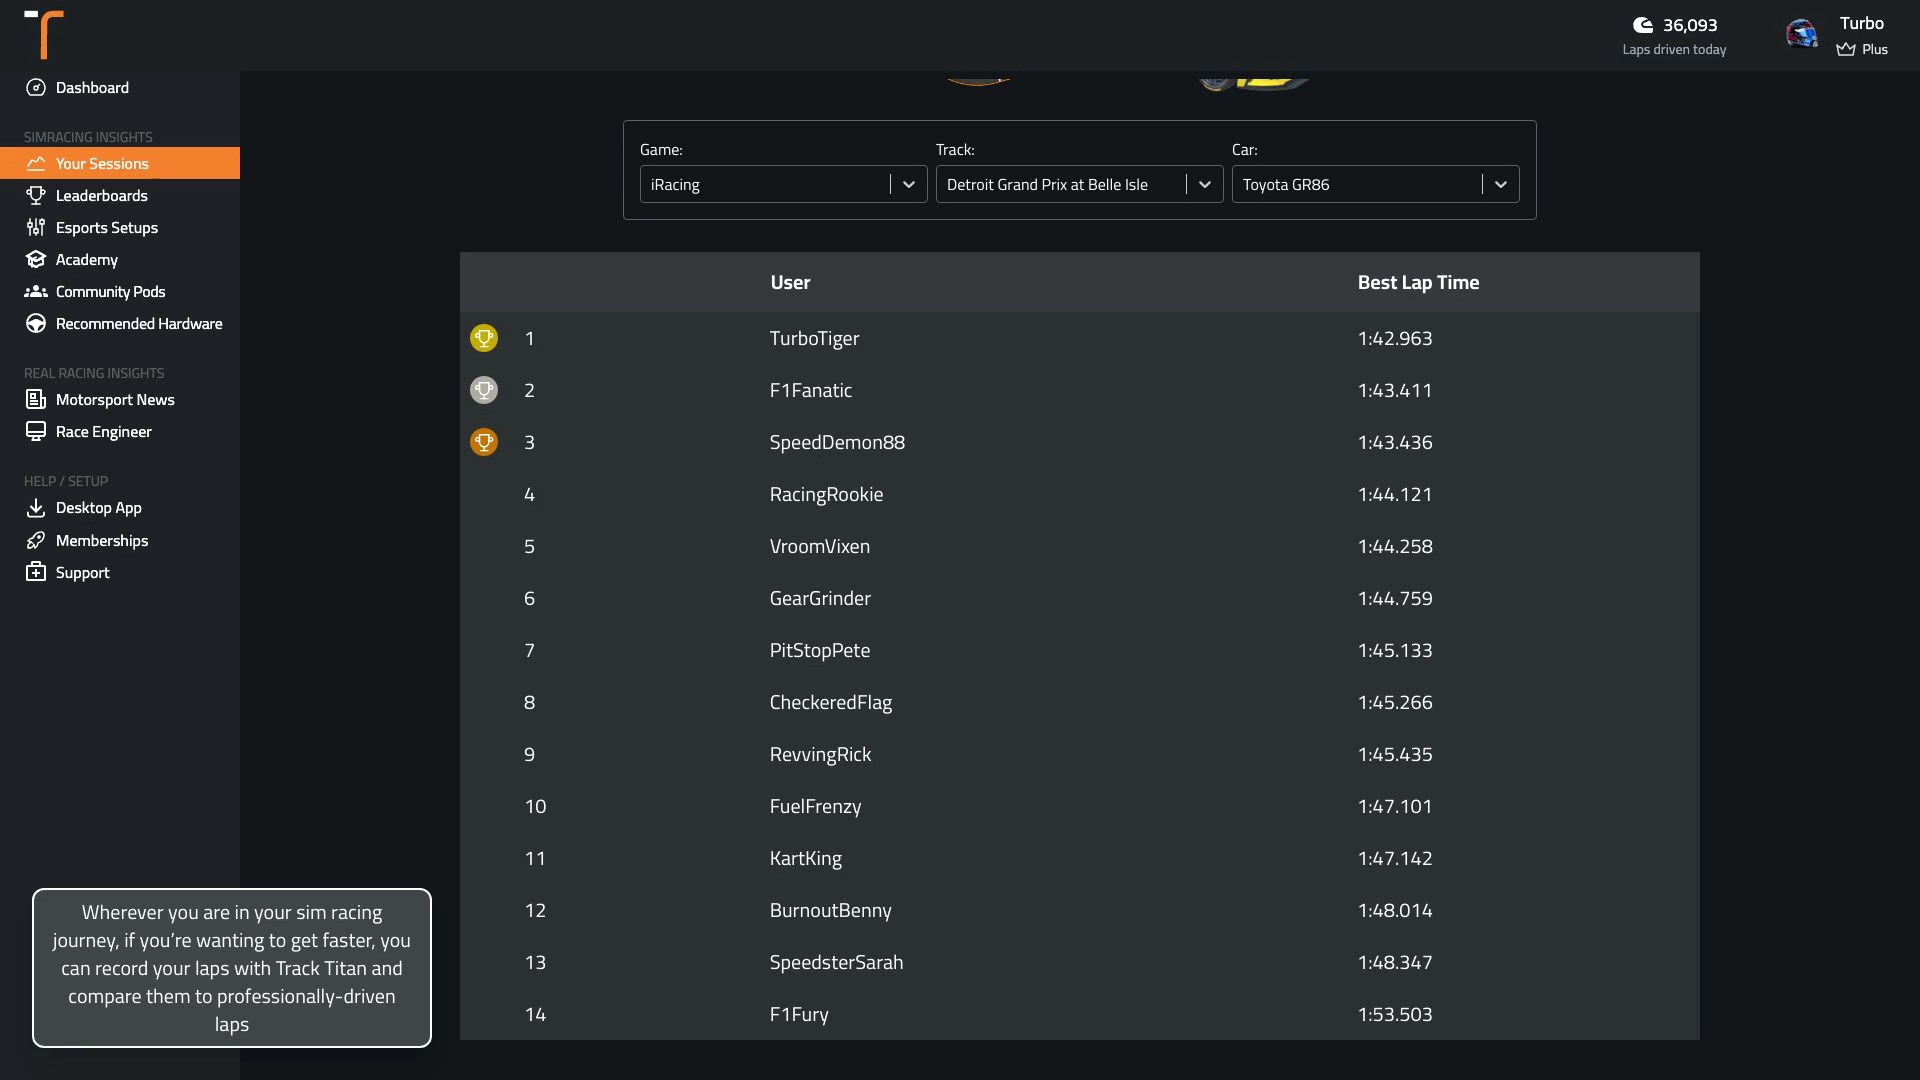 36,093
Laps driven today
Turbo
Plus
Dashboard
SIMRACING INSIGHTS
Your Sessions
Leaderboards
Esports Setups
Academy
Community Pods
Recommended Hardware
REAL RACING INSIGHTS
Motorsport News
Race Engineer
HELP / SETUP
Desktop App
Memberships
Support
Wherever you are in your sim racing
journey, if you’re wanting to get faster, you
can record your laps with Track Titan and
compare them to professionally-driven
laps
Game: Track: Car:
iRacing Detroit Grand Prix at Belle Isle Toyota GR86
User Best Lap Time
1 TurboTiger 1:42.963
2 F1Fanatic 1:43.411
3 SpeedDemon88 1:43.436
4 RacingRookie 1:44.121
5 VroomVixen 1:44.258
6 GearGrinder 1:44.759
7 PitStopPete 1:45.133
8 CheckeredFlag 1:45.266
9 RevvingRick 1:45.435
10 FuelFrenzy 1:47.101
11 KartKing 1:47.142
12 BurnoutBenny 1:48.014
13 SpeedsterSarah 1:48.347
14 F1Fury 1:53.503